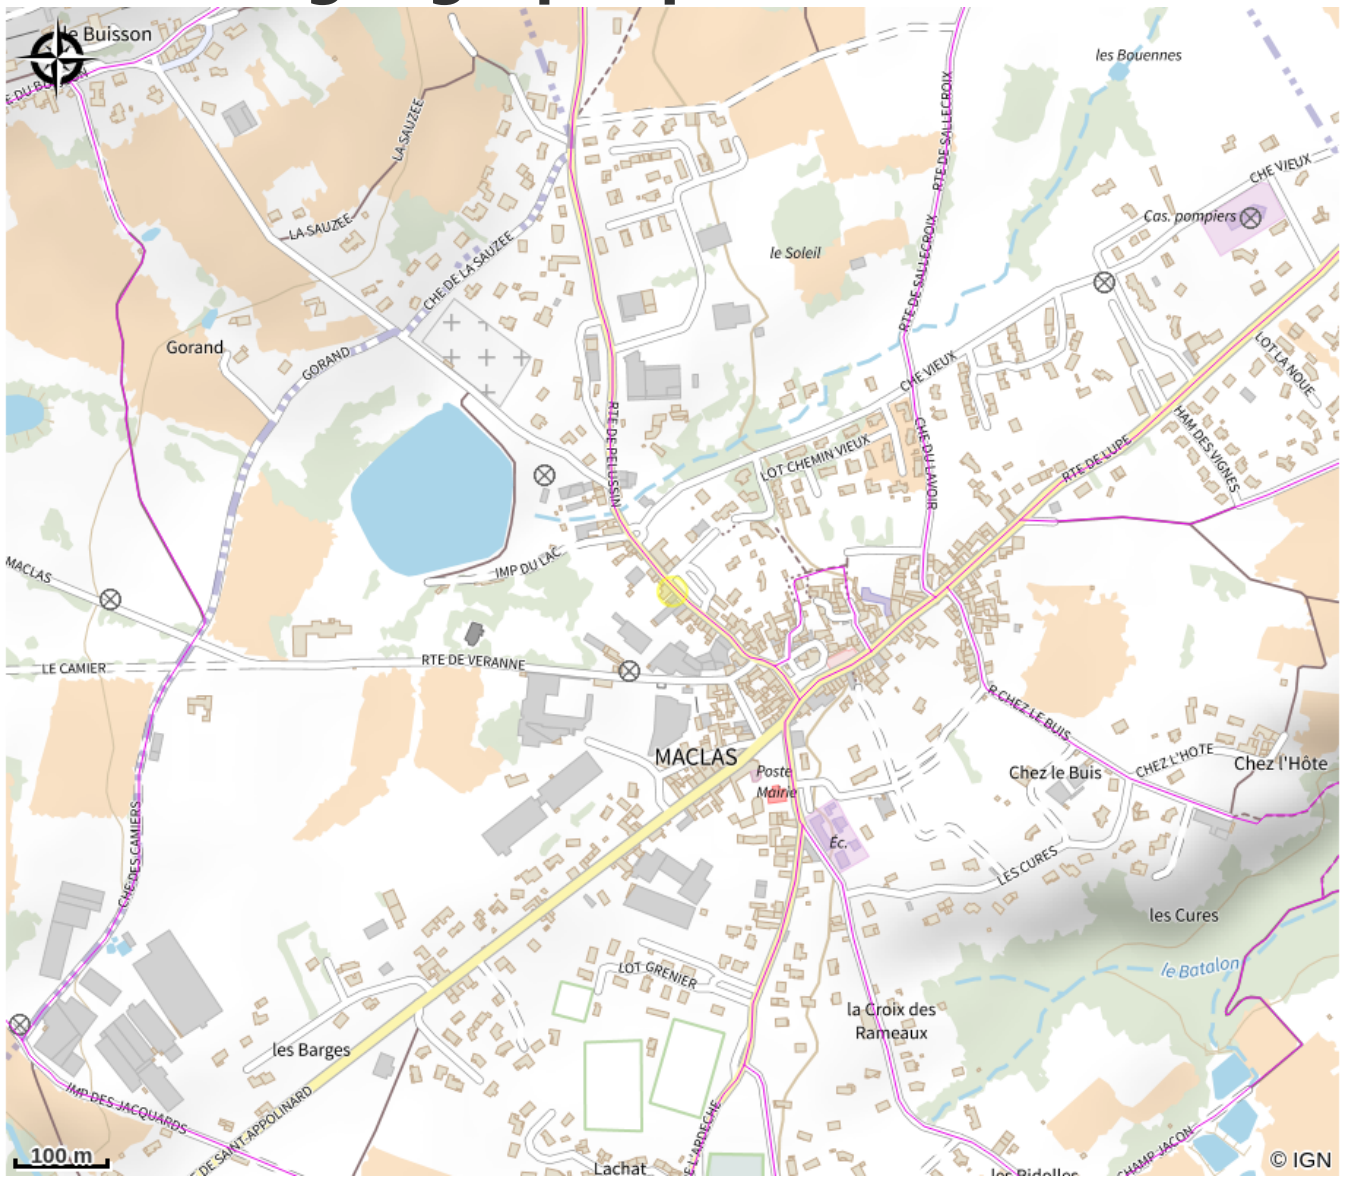 le Buisson
les Bouennes
E DU BUISSON
LA SAUZEE
RTE DE SALLECROIX
CHE VIEUX
Cas. pompiers
LA SAUZEE
CHE DE LA SAUZEE
le Soleil
RTE DE SALLECROIX
Gorand
GORAND
LOT LA NOUE
CHE VIEUX
RTE DE PELUSSIN
LOT CHEMIN VIEUX
CHE DU LAVOIR
HAM DES VIGNES
RTE DE LUPE
MACLAS
IMP DU LAC
LE CAMIER
RTE DE VERANNE
R CHEZ LE BUIS
MACLAS
Poste
Mairie
Chez le Buis
CHEZ L'HOTE
Chez l'Hôte
CHE DES CAMIERS
Éc.
LES CURES
les Cures
le Batalon
LOT GRENIER
la Croix des
Rameaux
les Barges
IMP DES JACQUARDS
DE SAINT-APPOLINARD
E L'ARDECHE
CHAMP JACON
Lachat
les Ridelles
100 m
© IGN